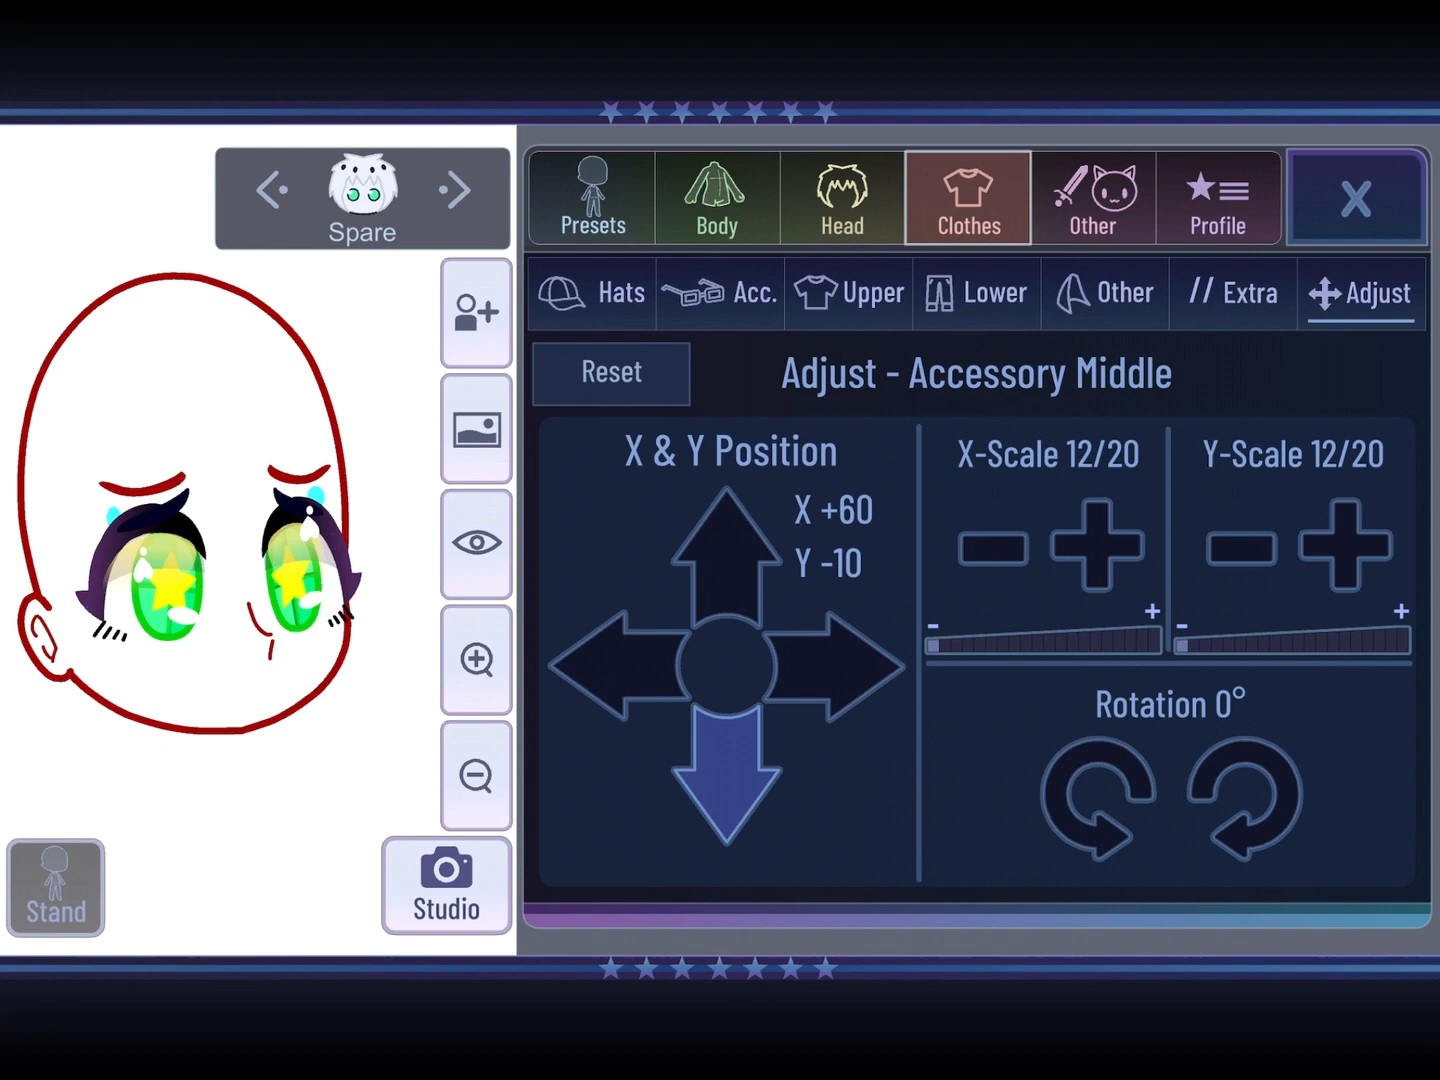 Spare
Presets
Body
Head
Clothes
Other
Profile
X
Hats
Acc.
Upper
Lower
Other
Extra
Adjust
Reset
Adjust - Accessory Middle
X & Y Position
X +60
Y -10
X-Scale 12/20
- +
Y-Scale 12/20
- +
Rotation 0°
Stand
Studio